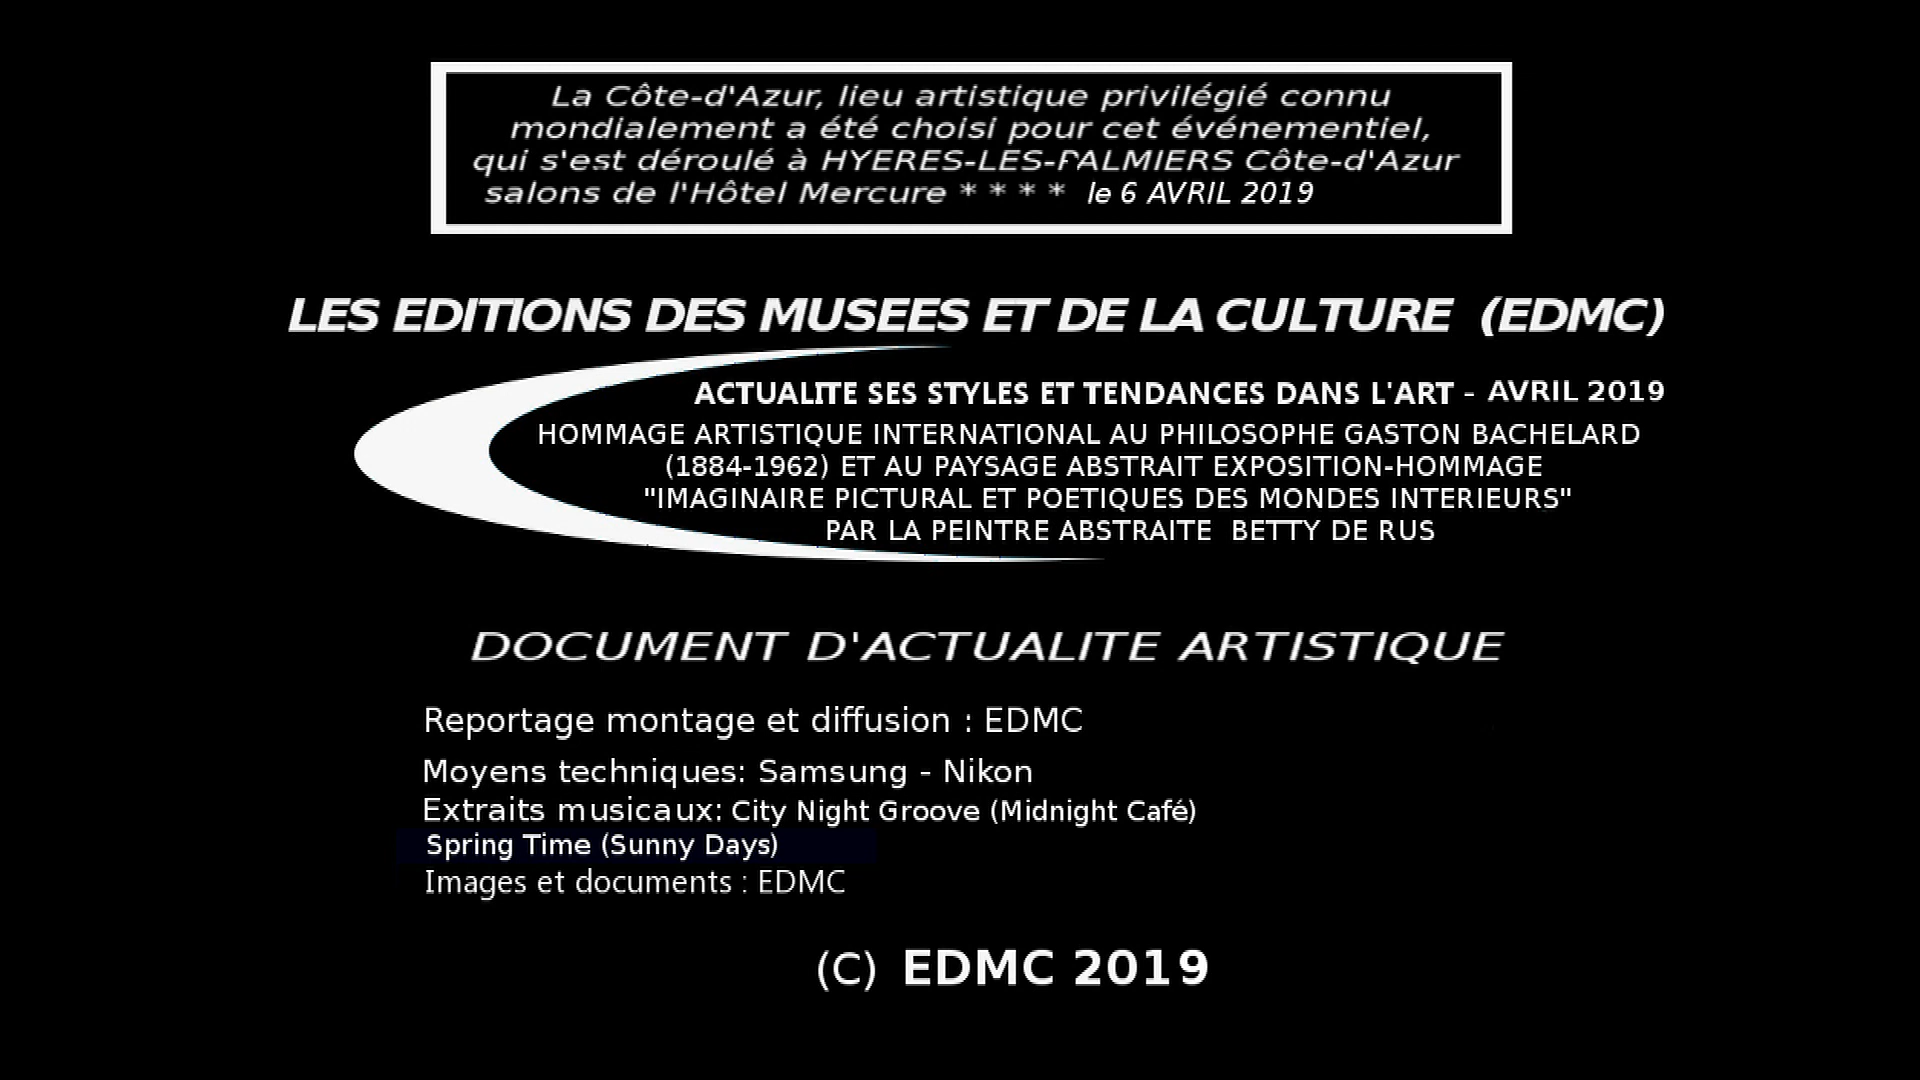 La Côte-d'Azur, lieu artistique privilégié connu
mondialement a été choisi pour cet événementiel,
qui s'est déroulé à HYERES-LES-PALMIERS Côte-d'Azur
salons de l'Hôtel Mercure * * * * le 6 AVRIL 2019
LES EDITIONS DES MUSEES ET DE LA CULTURE (EDMC)
ACTUALITE SES STYLES ET TENDANCES DANS L'ART - AVRIL 2019
HOMMAGE ARTISTIQUE INTERNATIONAL AU PHILOSOPHE GASTON BACHELARD
(1884-1962) ET AU PAYSAGE ABSTRAIT EXPOSITION-HOMMAGE
"IMAGINAIRE PICTURAL ET POETIQUES DES MONDES INTERIEURS"
PAR LA PEINTRE ABSTRAITE BETTY DE RUS
DOCUMENT D'ACTUALITE ARTISTIQUE
Reportage montage et diffusion : EDMC
Moyens techniques: Samsung - Nikon
Extraits musicaux: City Night Groove (Midnight Café)
Spring Time (Sunny Days)
Images et documents : EDMC
(C) EDMC 2019